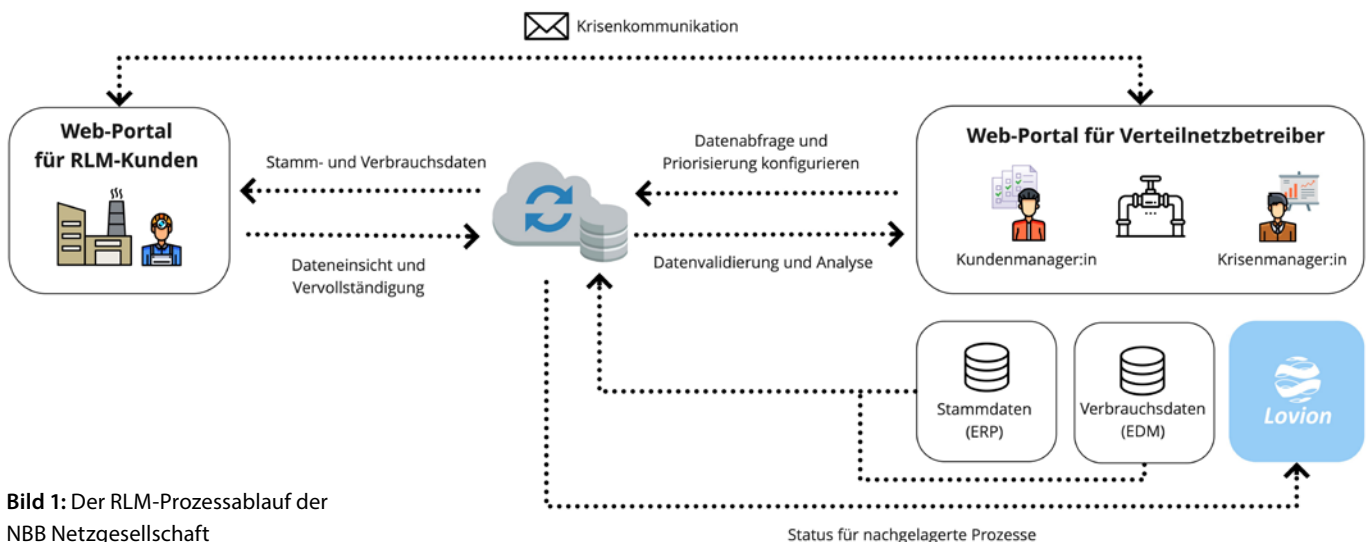 Krisenkommunikation
Web-Portal
für RLM-Kunden
Stamm- und Verbrauchsdaten
Dateneinsicht und
Vervollständigung
Datenabfrage und
Priorisierung konfigurieren
Datenvalidierung und Analyse
Web-Portal für Verteilnetzbetreiber
Kundenmanager:in
Krisenmanager:in
Stammdaten
(ERP)
Verbrauchsdaten
(EDM)
Lovion
Status für nachgelagerte Prozesse
Bild 1: Der RLM-Prozessablauf der
NBB Netzgesellschaft